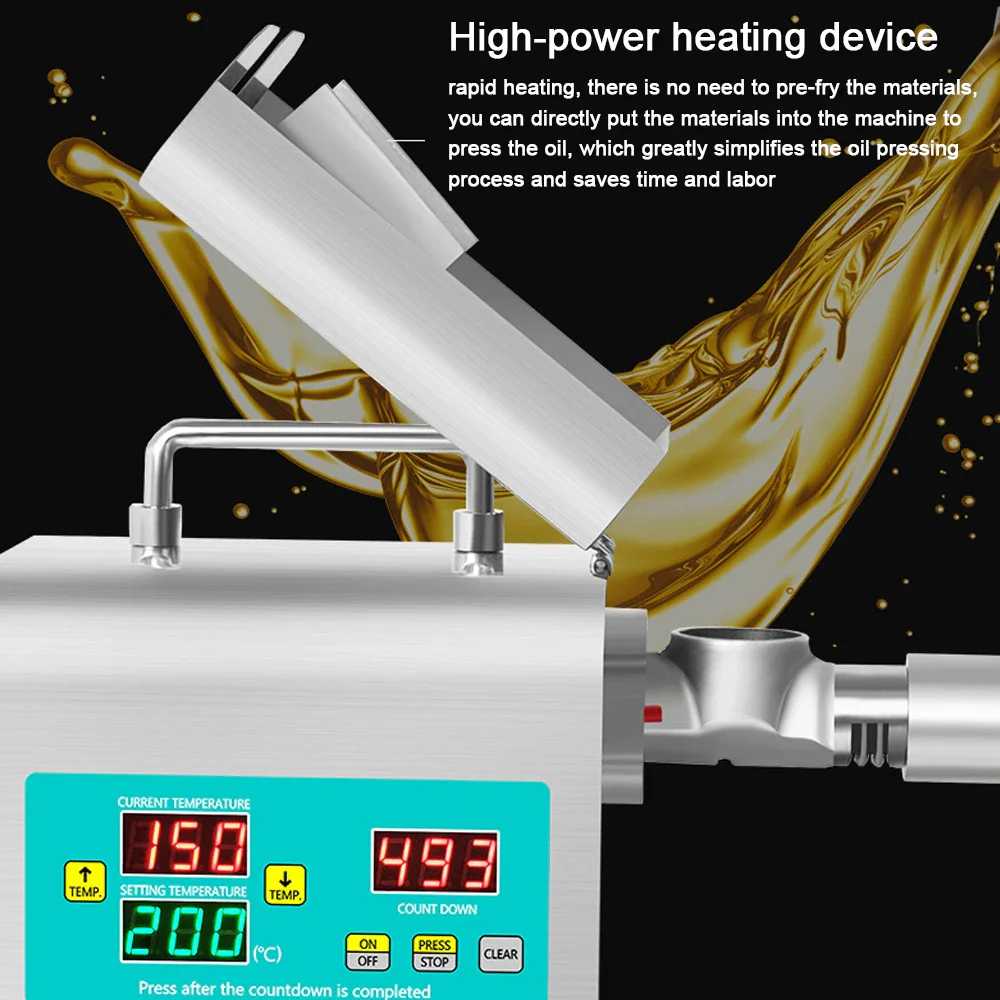 High-power heating device
rapid heating, there is no need to pre-fry the materials,
you can directly put the materials into the machine to
press the oil, which greatly simplifies the oil pressing
process and saves time and labor
CURRENT TEMPERATURE
150
↑
TEMP.
SETTING TEMPERATURE
200
(°C)
↓
TEMP.
493
COUNT DOWN
ON
OFF
PRESS
STOP
CLEAR
Press after the countdown is completed